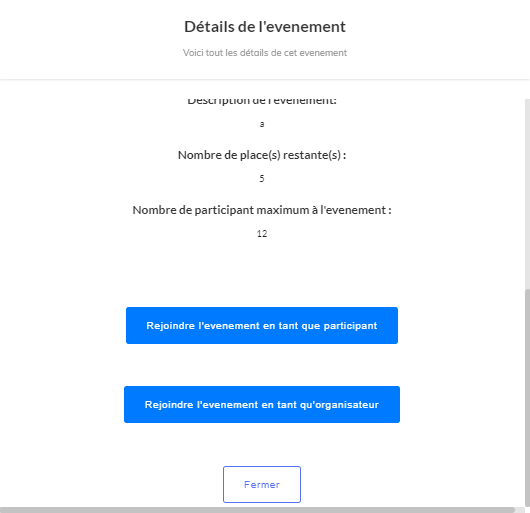 Détails de l'evenement
Voici tout les détails de cet evenement
Description de l'evenement:
a
Nombre de place(s) restante(s) :
5
Nombre de participant maximum à l'evenement :
12
Rejoindre l'evenement en tant que participant
Rejoindre l'evenement en tant qu'organisateur
Fermer